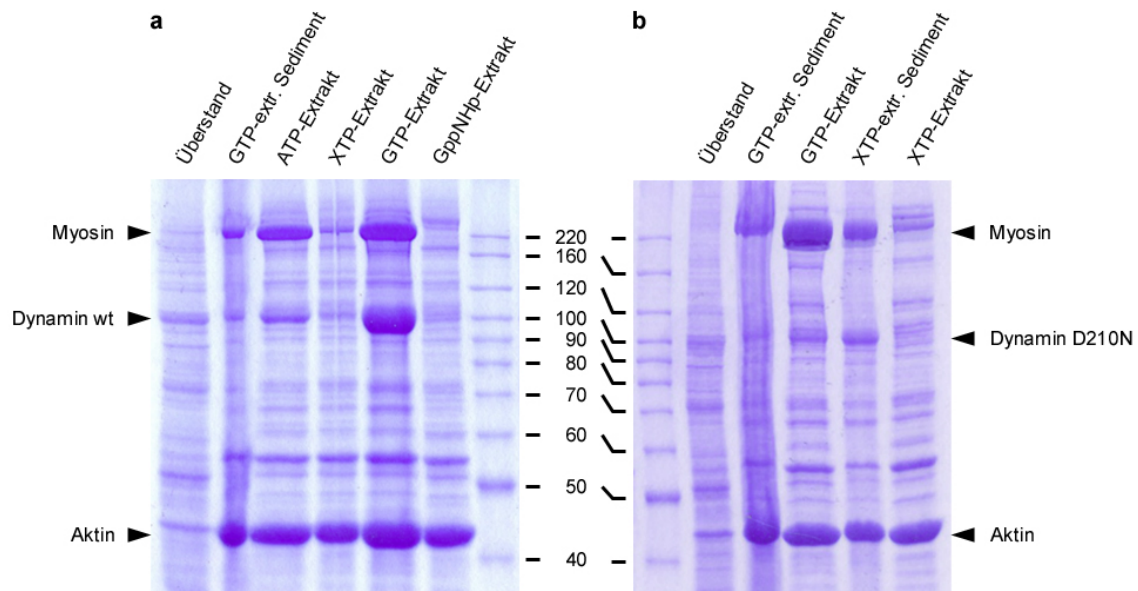 a
b
Überstand
GTP-extr. Sediment
ATP-Extrakt
XTP-Extrakt
GTP-Extrakt
GppNHp-Extrakt
Überstand
GTP-extr. Sediment
GTP-Extrakt
XTP-extr. Sediment
XTP-Extrakt
Myosin
Dynamin wt
Aktin
220
160
120
100
90
80
70
60
50
40
Myosin
Dynamin D210N
Aktin